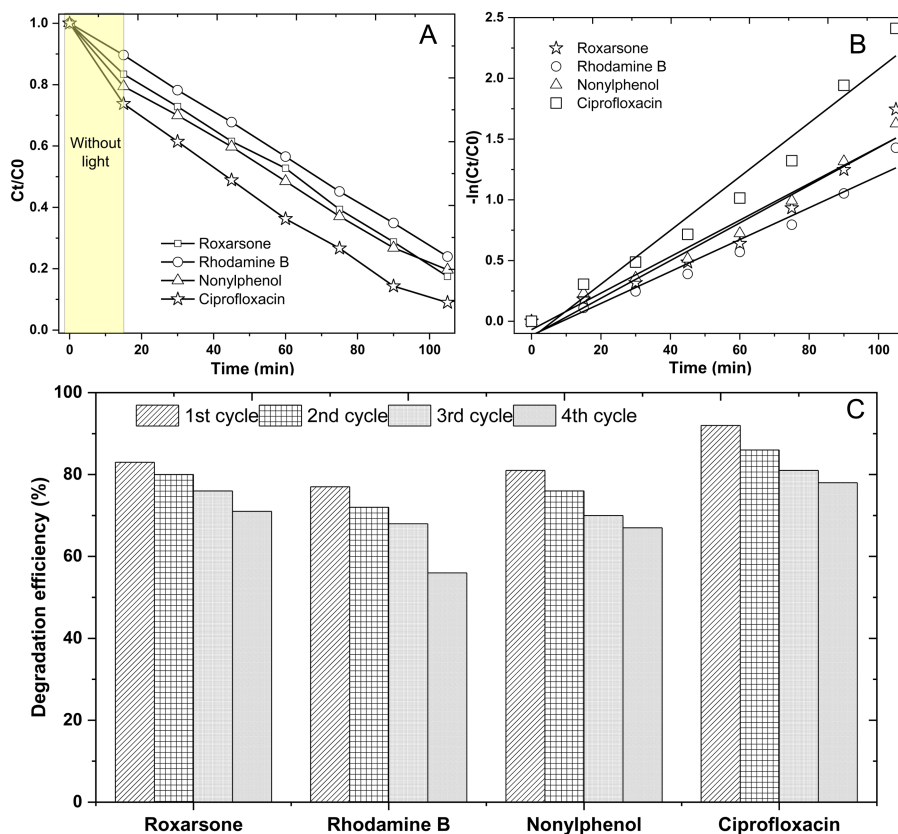 A
Ct/C0
1.0
0.8
0.6
0.4
0.2
0.0
Without
light
Roxarsone
Rhodamine B
Nonylphenol
Ciprofloxacin
0 20 40 60 80 100
Time (min)
B
-ln(Ct/C0)
-2.5
2.0
1.5
1.0
0.5
0.0
Roxarsone
Rhodamine B
Nonylphenol
Ciprofloxacin
0 20 40 60 80 100
Time (min)
C
Degradation efficiency (%)
100
80
60
40
20
0
1st cycle 2nd cycle 3rd cycle 4th cycle
Roxarsone Rhodamine B Nonylphenol Ciprofloxacin